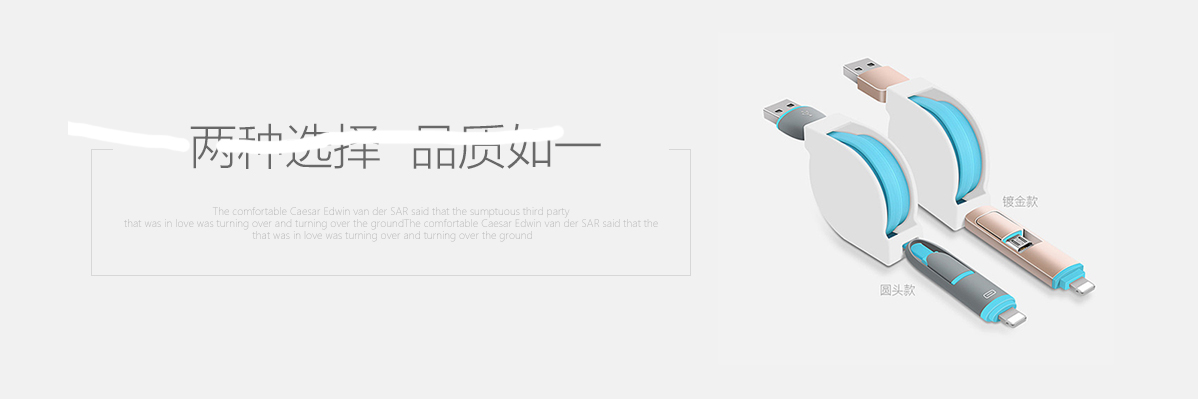 两种选择 品质如一
The comfortable Caesar Edwin van der SAR said that the sumptuous third party
that was in love was turning over and turning over the groundThe comfortable Caesar Edwin van der SAR said that the
that was in love was turning over and turning over the ground
镀金款
圆头款